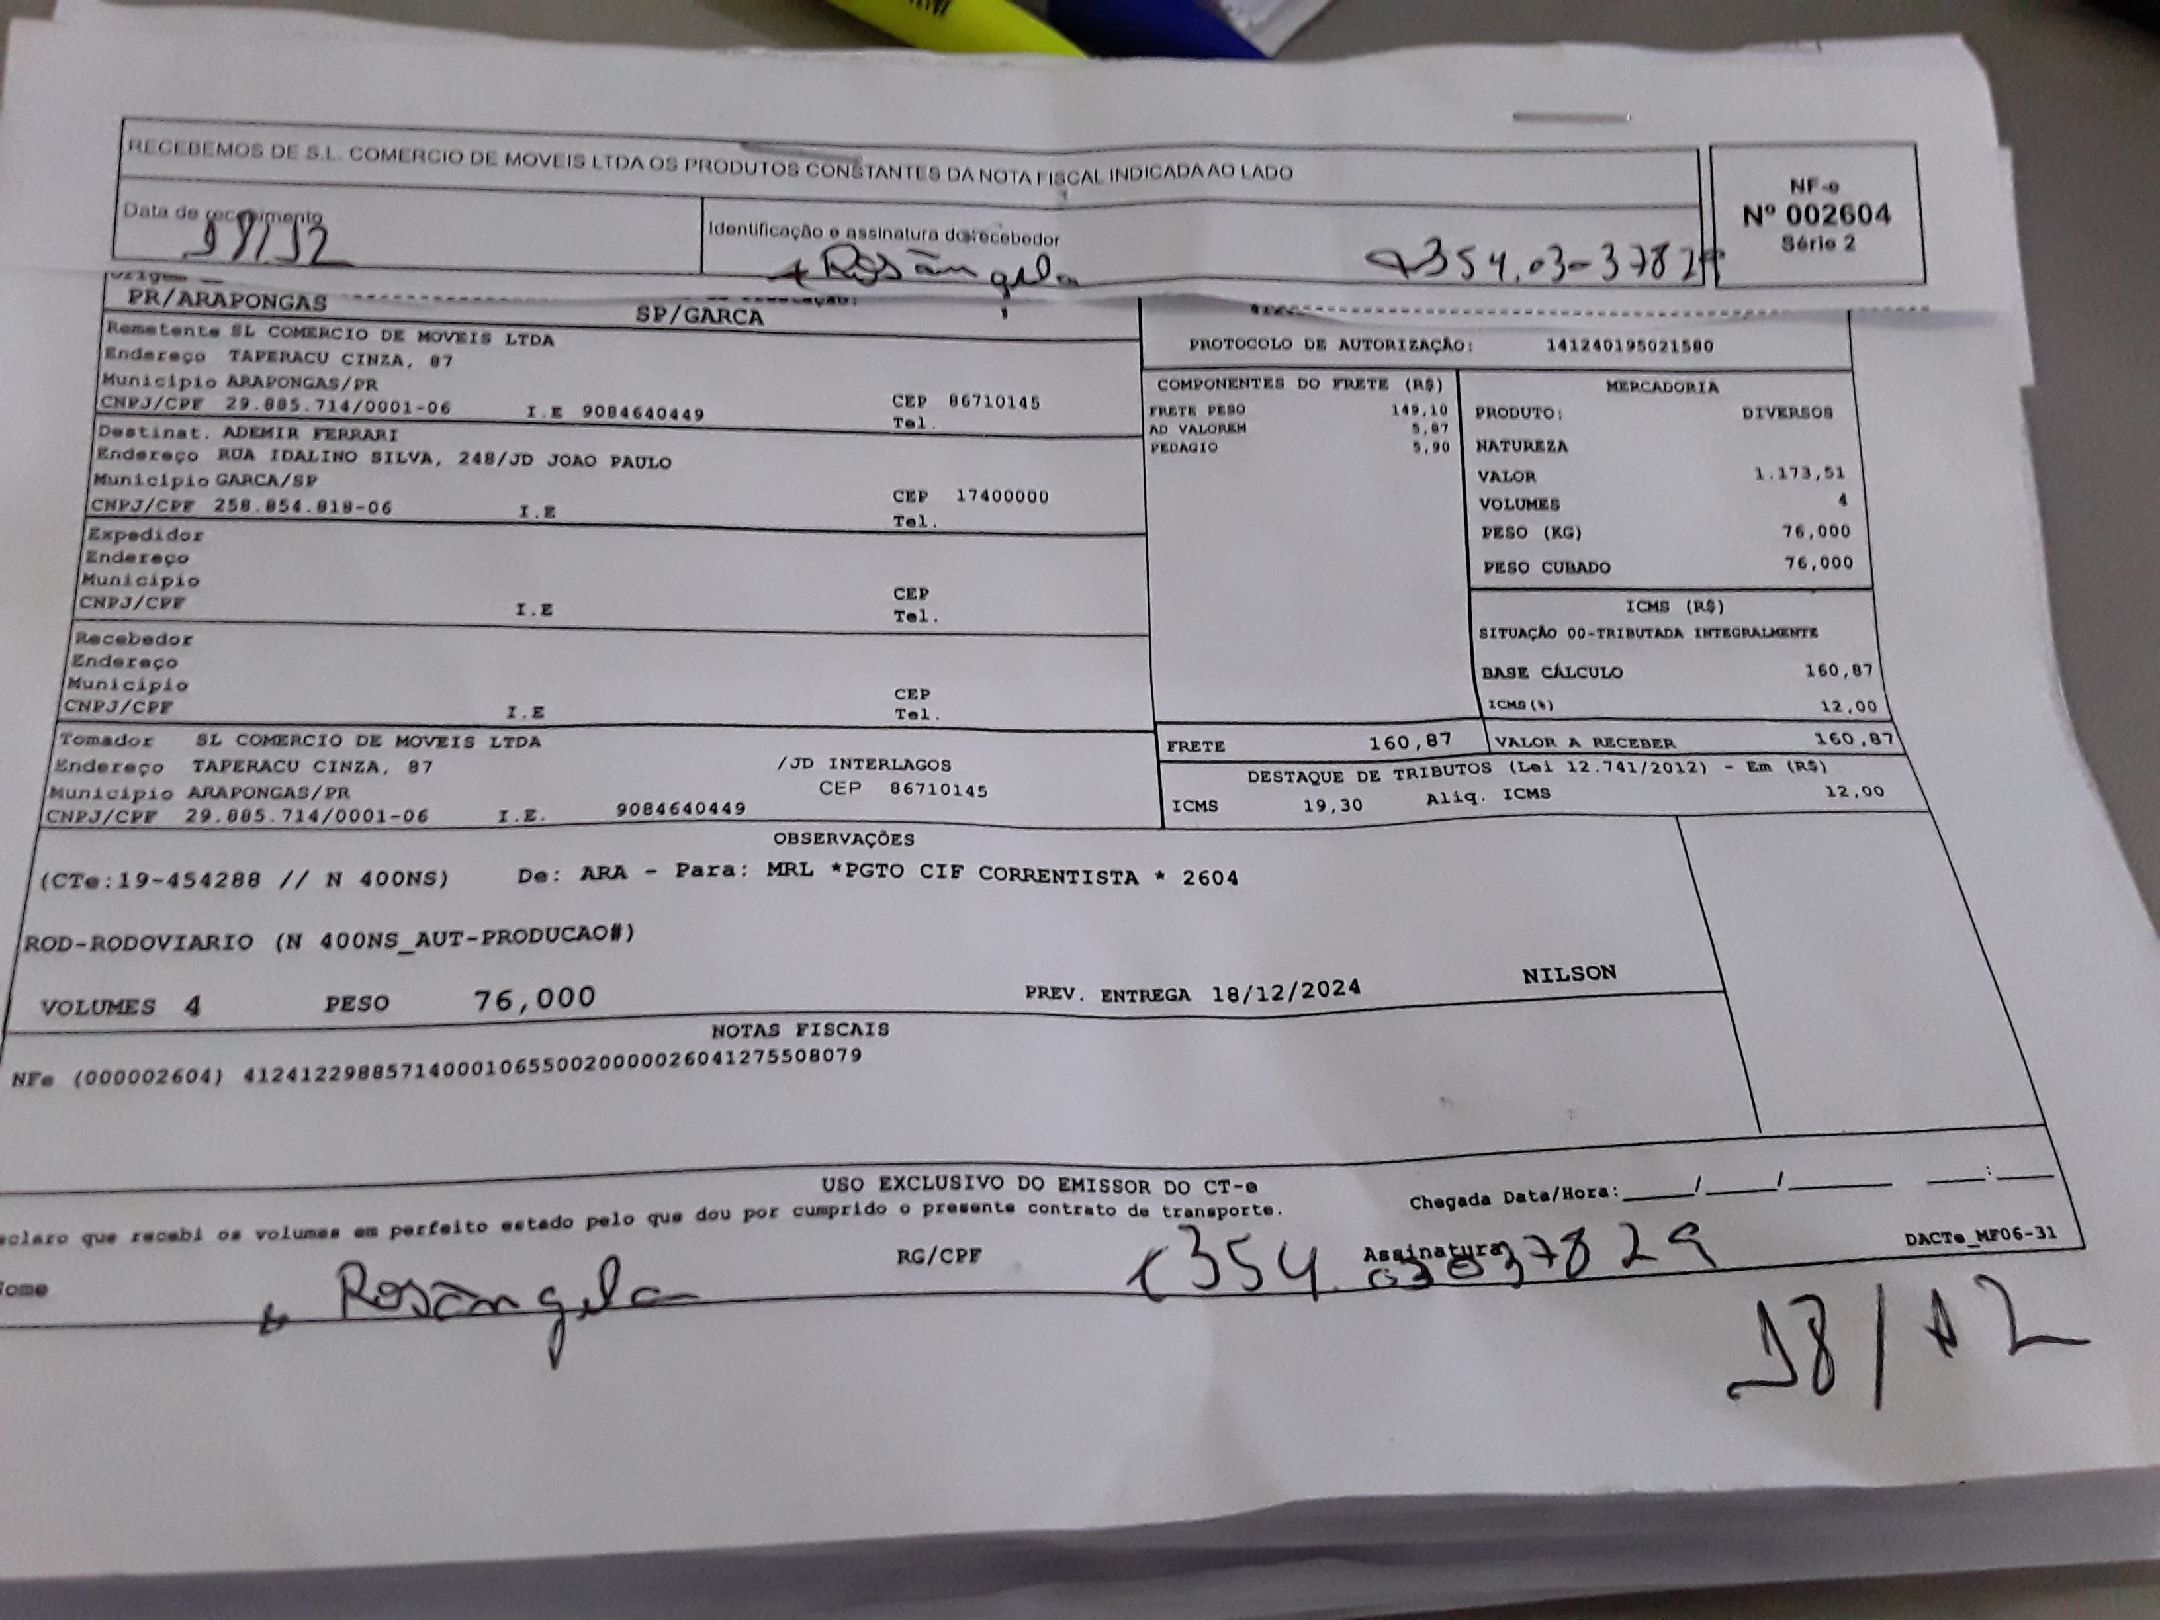 RECEBEMOS DE S.L. COMERCIO DE MOVEIS LTDA OS PRODUTOS CONSTANTES DA NOTA FISCAL INDICADA AO LADO
NF-e
Nº 002604
Série 2
Data de recebimento
Identificação e assinatura do recebedor
Rosângela
PR/ARAPONGAS
SP/GARCA
Remetente SL COMERCIO DE MOVEIS LTDA
Endereço TAPERACU CINZA, 87
Município ARAPONGAS/PR
CNPJ/CPF 29.885.714/0001-06 I.E 9084640449
CEP 86710145
Tel.
Destinat. ADEMIR FERRARI
Endereço RUA IDALINO SILVA, 248/JD JOAO PAULO
Município GARCA/SP
CNPJ/CPF 258.854.818-06 I.E
CEP 17400000
Tel.
Expedidor
Endereço
Município
CNPJ/CPF I.E
CEP
Tel.
Recebedor
Endereço
Município
CNPJ/CPF I.E
CEP
Tel.
Tomador SL COMERCIO DE MOVEIS LTDA
Endereço TAPERACU CINZA, 87 /JD INTERLAGOS
Município ARAPONGAS/PR CEP 86710145
CNPJ/CPF 29.885.714/0001-06 I.E. 9084640449
PROTOCOLO DE AUTORIZAÇÃO: 141240195021580
COMPONENTES DO FRETE (R$)
FRETE PESO 149,10
AD VALOREM 5,87
PEDAGIO 5,90
MERCADORIA
PRODUTO: DIVERSOS
NATUREZA
VALOR 1.173,51
VOLUMES 4
PESO (KG) 76,000
PESO CUBADO 76,000
ICMS (R$)
SITUAÇÃO 00-TRIBUTADA INTEGRALMENTE
BASE CÁLCULO 160,87
ICMS(%) 12,00
FRETE 160,87
VALOR A RECEBER 160,87
DESTAQUE DE TRIBUTOS (Lei 12.741/2012) - Em (R$)
ICMS 19,30 Aliq. ICMS 12,00
OBSERVAÇÕES
(CTe:19-454288 // N 400NS) De: ARA - Para: MRL *PGTO CIF CORRENTISTA * 2604
ROD-RODOVIARIO (N 400NS_AUT-PRODUCAO#)
VOLUMES 4 PESO 76,000 PREV. ENTREGA 18/12/2024 NILSON
NOTAS FISCAIS
NFe (000002604) 41241229885714000106550020000026041275508079
USO EXCLUSIVO DO EMISSOR DO CT-e
eclaro que recebi os volumes em perfeito estado pelo que dou por cumprido o presente contrato de transporte.
Chegada Data/Hora:____/____/______ ___:___
ome Rosângela RG/CPF Assinatura
DACTe_MF06-31
18/12